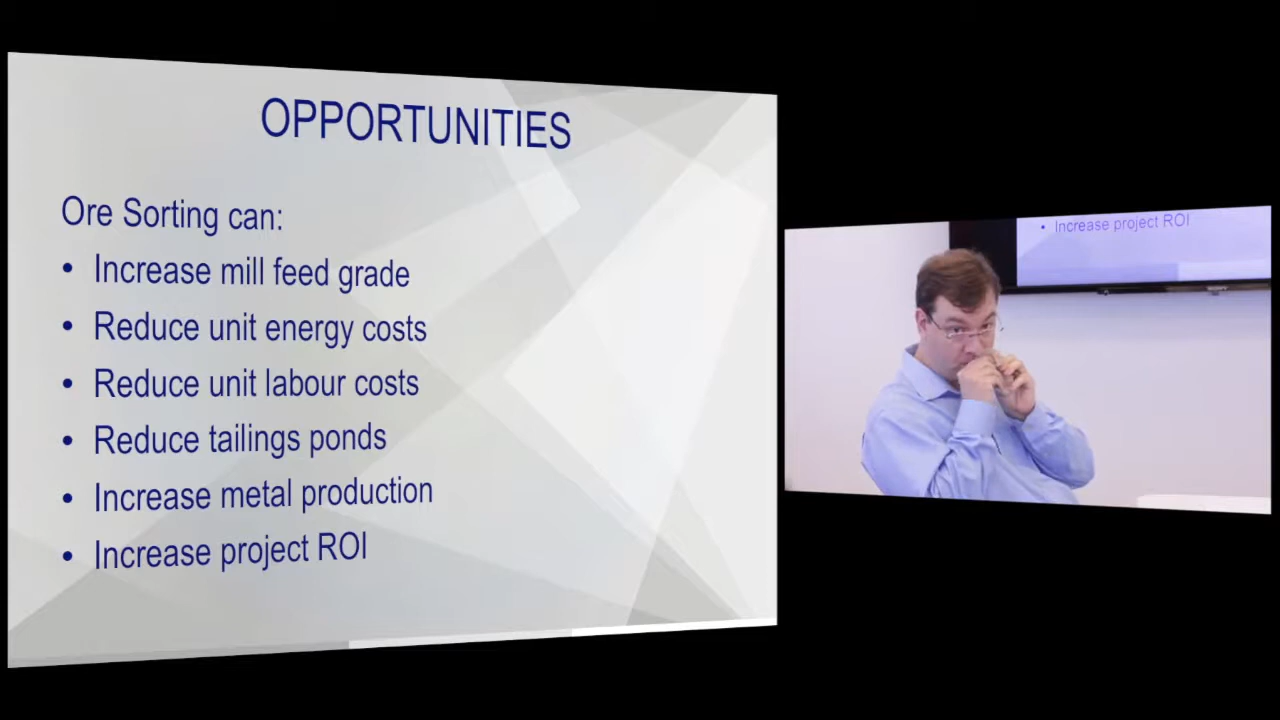 OPPORTUNITIES
Ore Sorting can:
• Increase mill feed grade
• Reduce unit energy costs
• Reduce unit labour costs
• Reduce tailings ponds
• Increase metal production
• Increase project ROI
• Increase project ROI
SONY